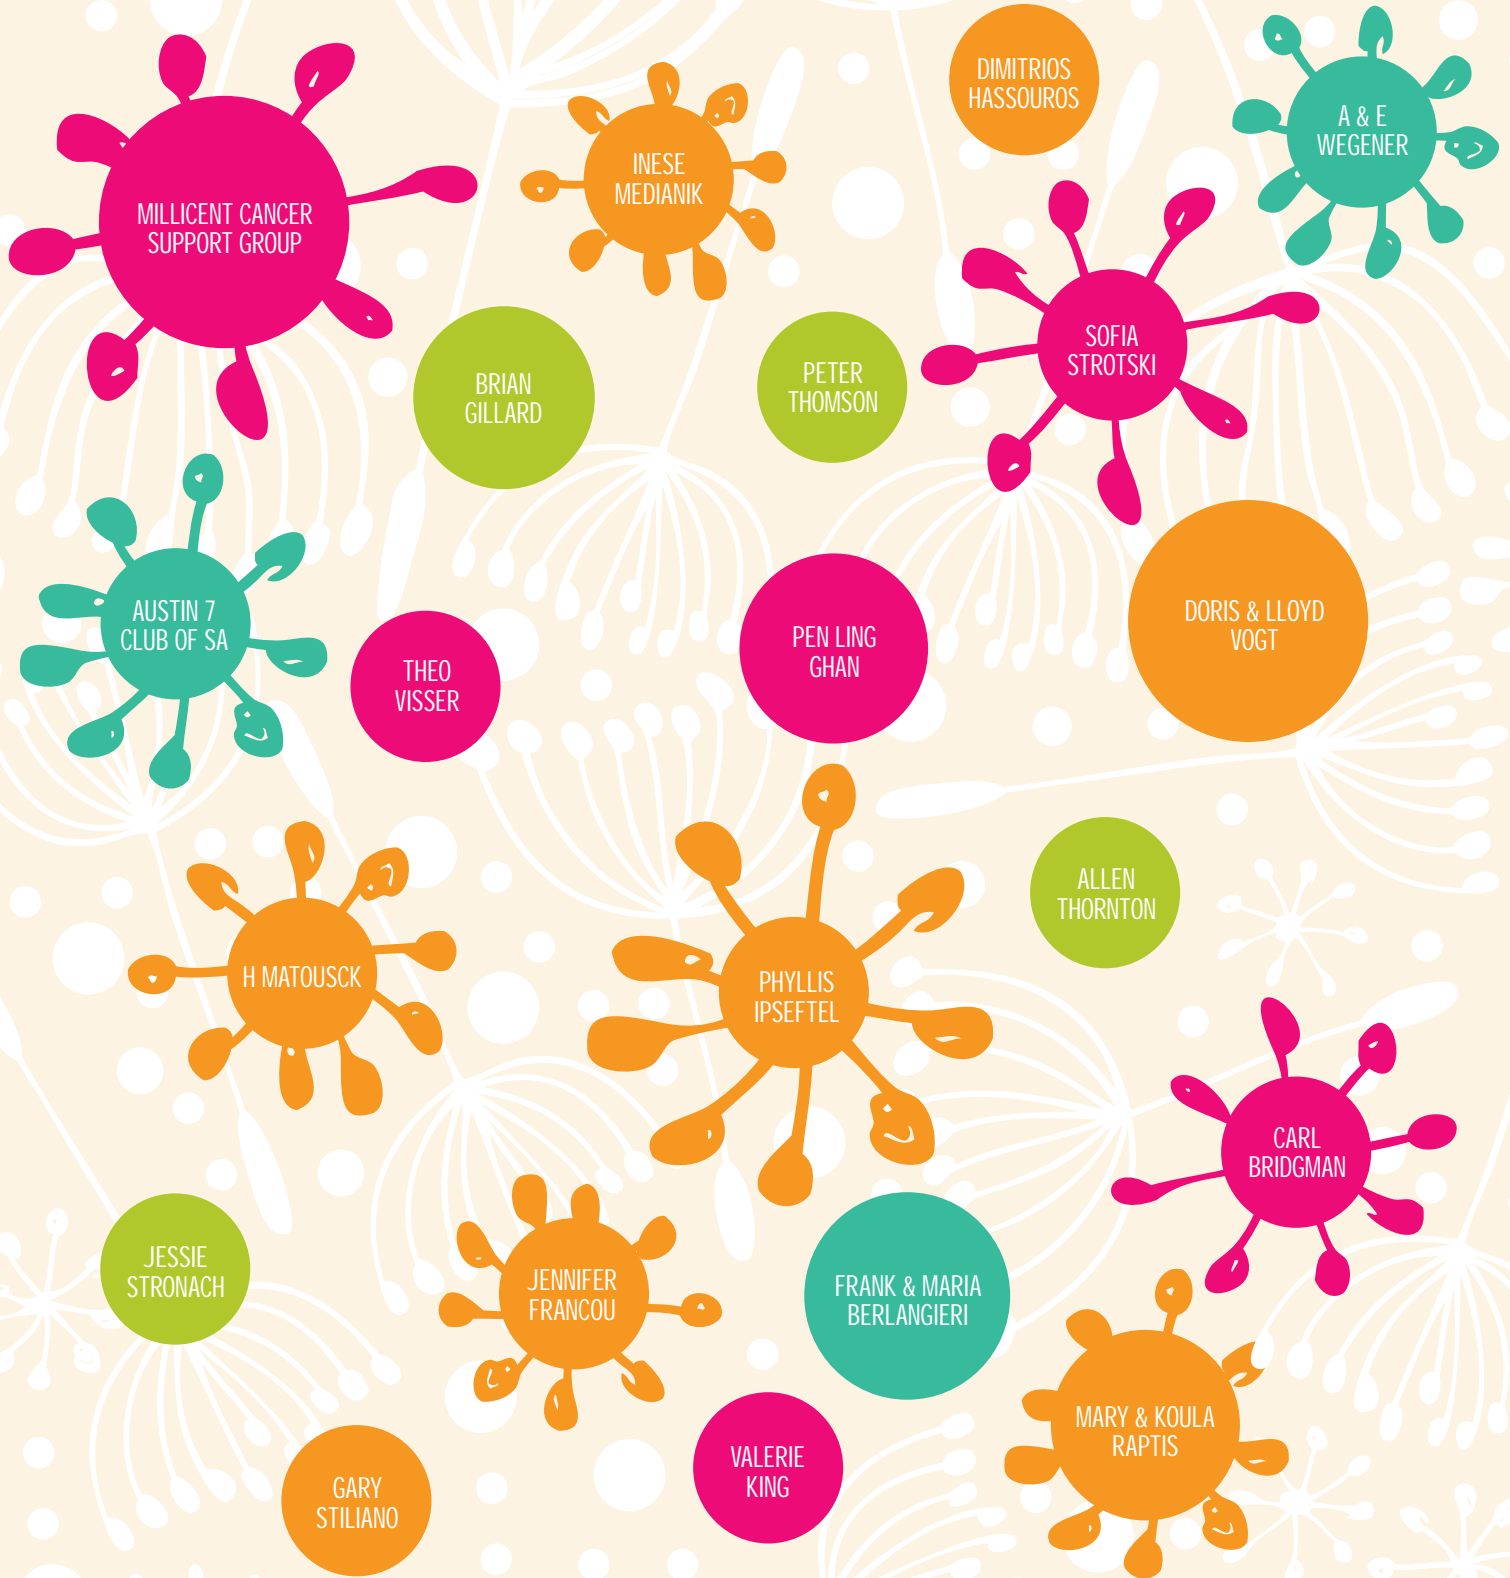 DIMITRIOS
HASSOUROS
A & E
WEGENER
INESE
MEDIANIK
MILLICENT CANCER
SUPPORT GROUP
SOFIA
STROTSKI
BRIAN
GILLARD
PETER
THOMSON
AUSTIN 7
CLUB OF SA
THEO
VISSER
PEN LING
GHAN
DORIS & LLOYD
VOGT
ALLEN
THORNTON
H MATOUSCK
PHYLLIS
IPSEFTEL
CARL
BRIDGMAN
JESSIE
STRONACH
JENNIFER
FRANCOU
FRANK & MARIA
BERLANGIERI
MARY & KOULA
RAPTIS
VALERIE
KING
GARY
STILIANO